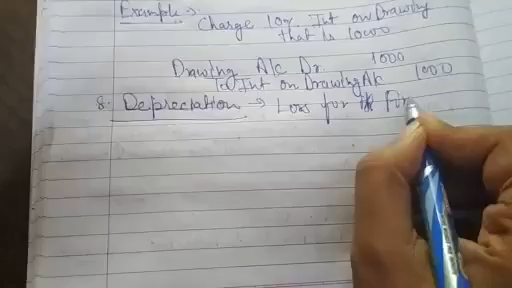 Example :-
Charge 10%. Int on Drawing
that is 10000
Drawing A/c Dr. 1000
To Int on Drawing A/c 1000
8. Depreciation → Loss for the fir